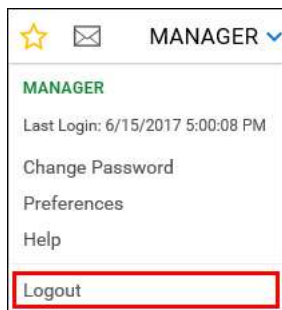 MANAGER
MANAGER
Last Login: 6/15/2017 5:00:08 PM
Change Password
Preferences
Help
Logout